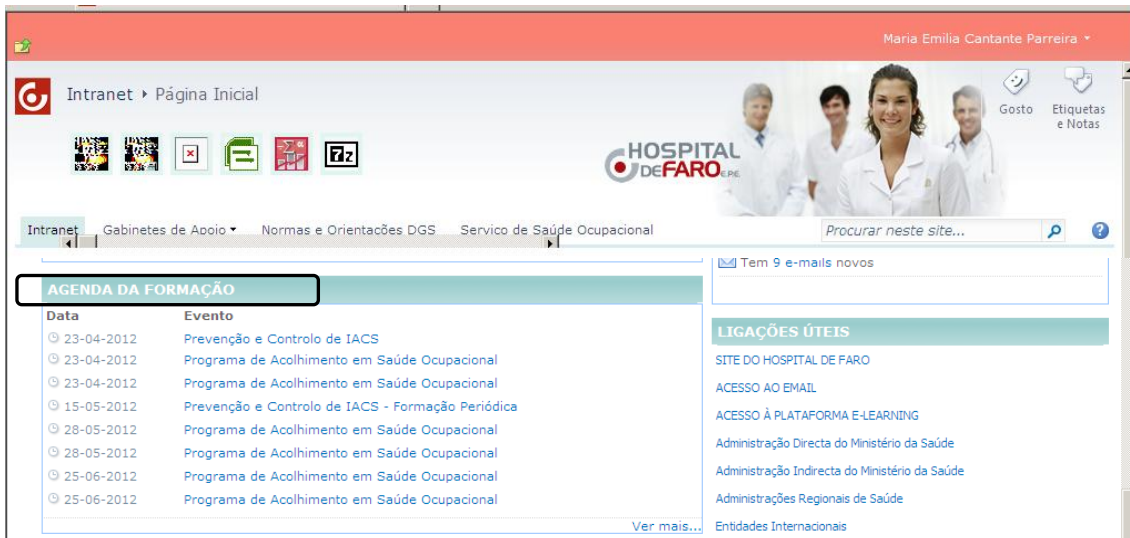 Maria Emilia Cantante Parreira
Intranet Página Inicial
Gosto
Etiquetas
e Notas
7z
HOSPITAL
DEFARO E.P.E.
Intranet
Gabinetes de Apoio
Normas e Orientações DGS
Serviço de Saúde Ocupacional
Procurar neste site...
Tem 9 e-mails novos
AGENDA DA FORMAÇÃO
Data Evento
23-04-2012 Prevenção e Controlo de IACS
23-04-2012 Programa de Acolhimento em Saúde Ocupacional
23-04-2012 Programa de Acolhimento em Saúde Ocupacional
15-05-2012 Prevenção e Controlo de IACS - Formação Periódica
28-05-2012 Programa de Acolhimento em Saúde Ocupacional
28-05-2012 Programa de Acolhimento em Saúde Ocupacional
25-06-2012 Programa de Acolhimento em Saúde Ocupacional
25-06-2012 Programa de Acolhimento em Saúde Ocupacional
Ver mais...
LIGAÇÕES ÚTEIS
SITE DO HOSPITAL DE FARO
ACESSO AO EMAIL
ACESSO À PLATAFORMA E-LEARNING
Administração Directa do Ministério da Saúde
Administração Indirecta do Ministério da Saúde
Administrações Regionais de Saúde
Entidades Internacionais